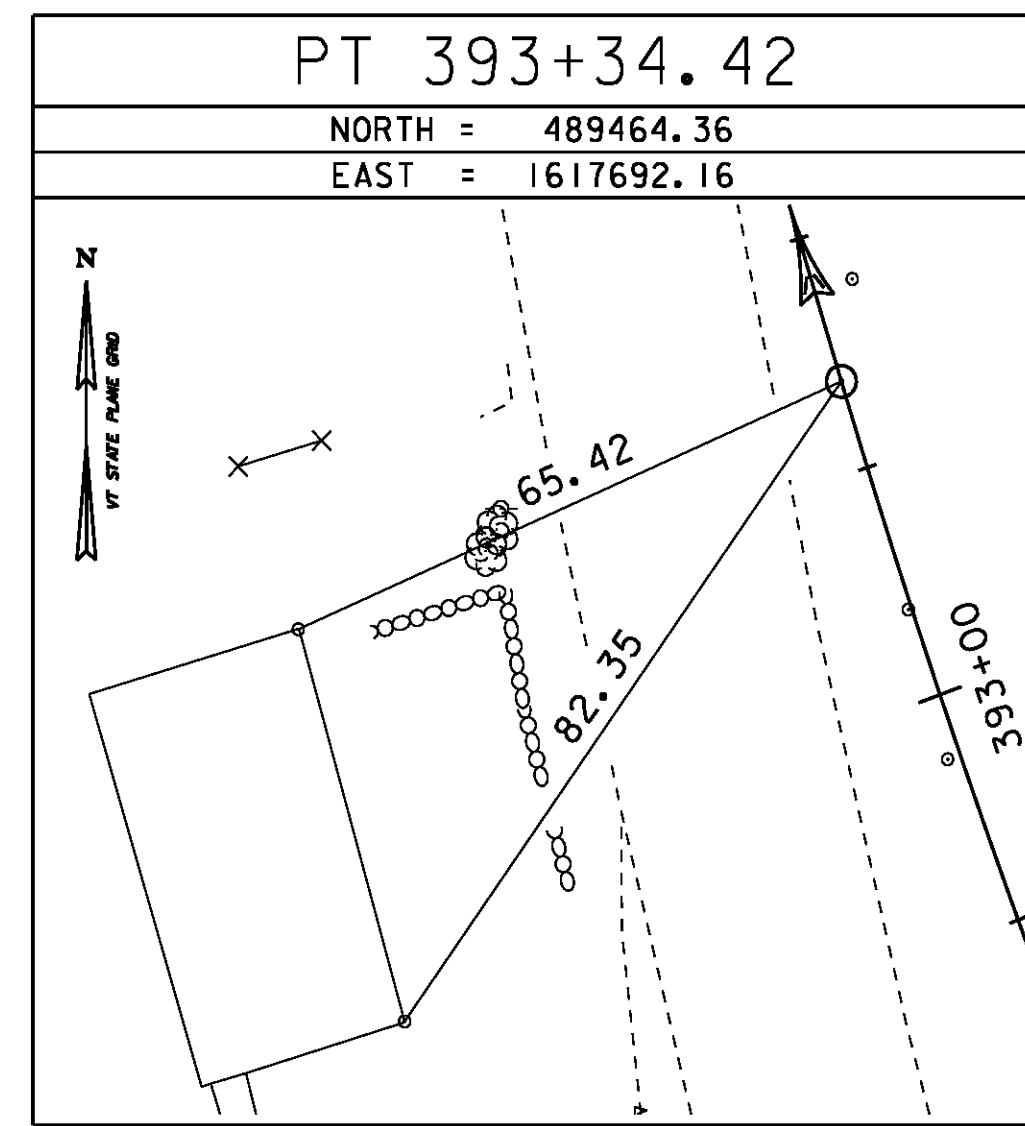 PT 393+34.42
NORTH = 489464.36
EAST = 1617692.16
N
VT STATE PLANE GRID
65.42
82.35
393+00